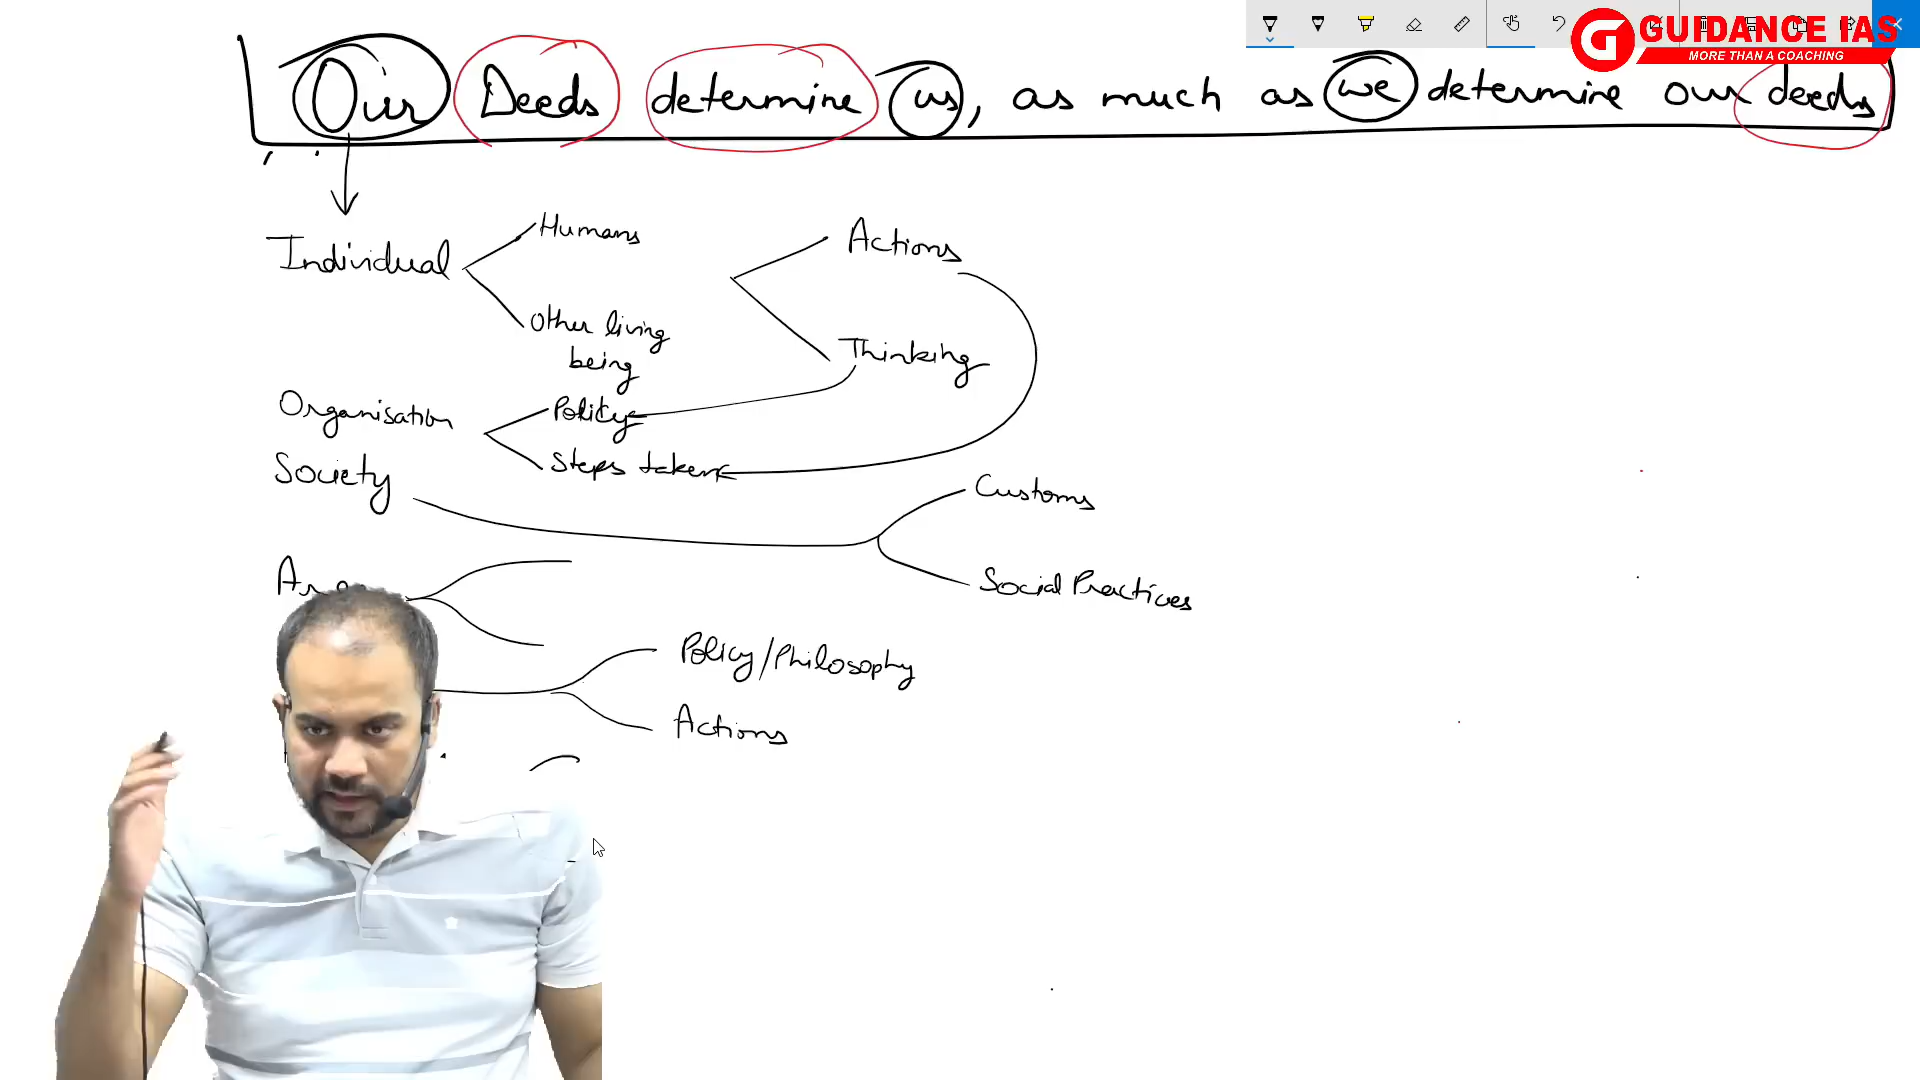 GUIDANCE IAS
MORE THAN A COACHING
Our Deeds determine us, as much as we determine our deeds
Individual
Humans
Other living
being
Actions
Thinking
Organisation
Policy
Steps taken
Society
Customs
Social Practices
Policy/Philosophy
Actions